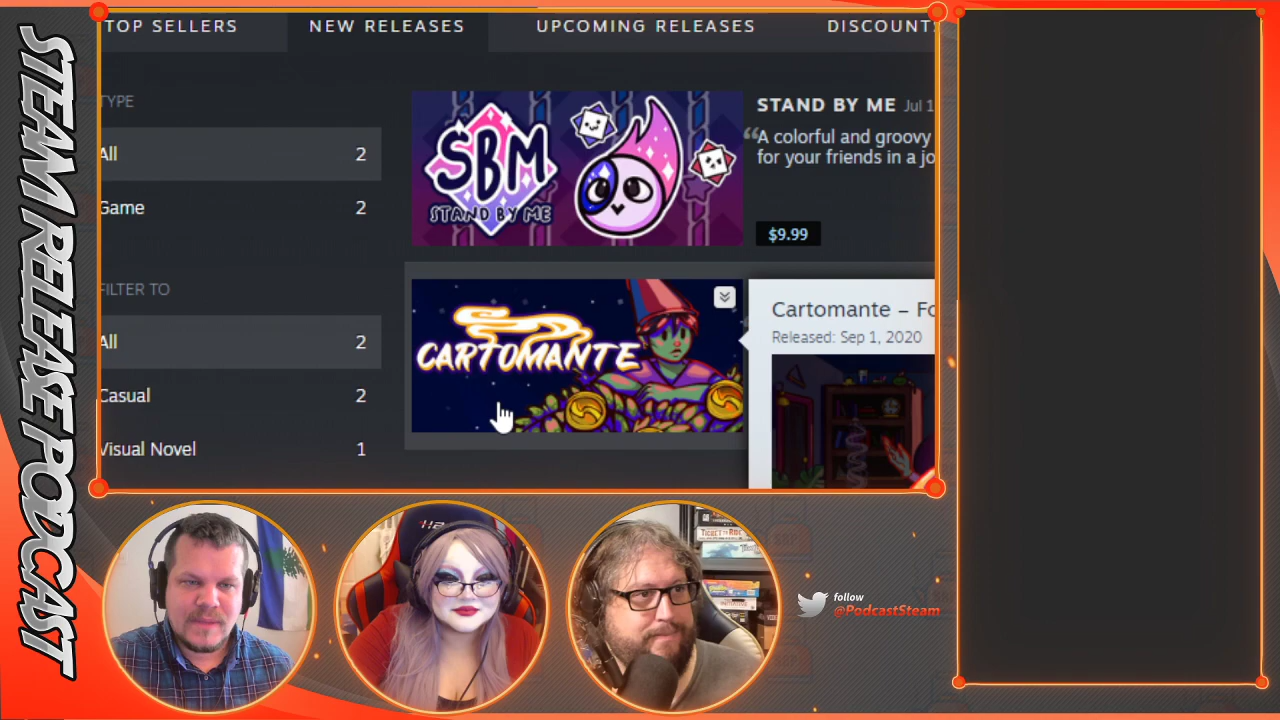 STEAM RELEASE PODCAST
TOP SELLERS
NEW RELEASES
UPCOMING RELEASES
DISCOUNTS
TYPE
All 2
Game 2
FILTER TO
All 2
Casual 2
Visual Novel 1
SBM
STAND BY ME
STAND BY ME Jul 1
“A colorful and groovy
for your friends in a jo
$9.99
CARTOMANTE
Cartomante – Fo
Released: Sep 1, 2020
follow
@PodcastSteam